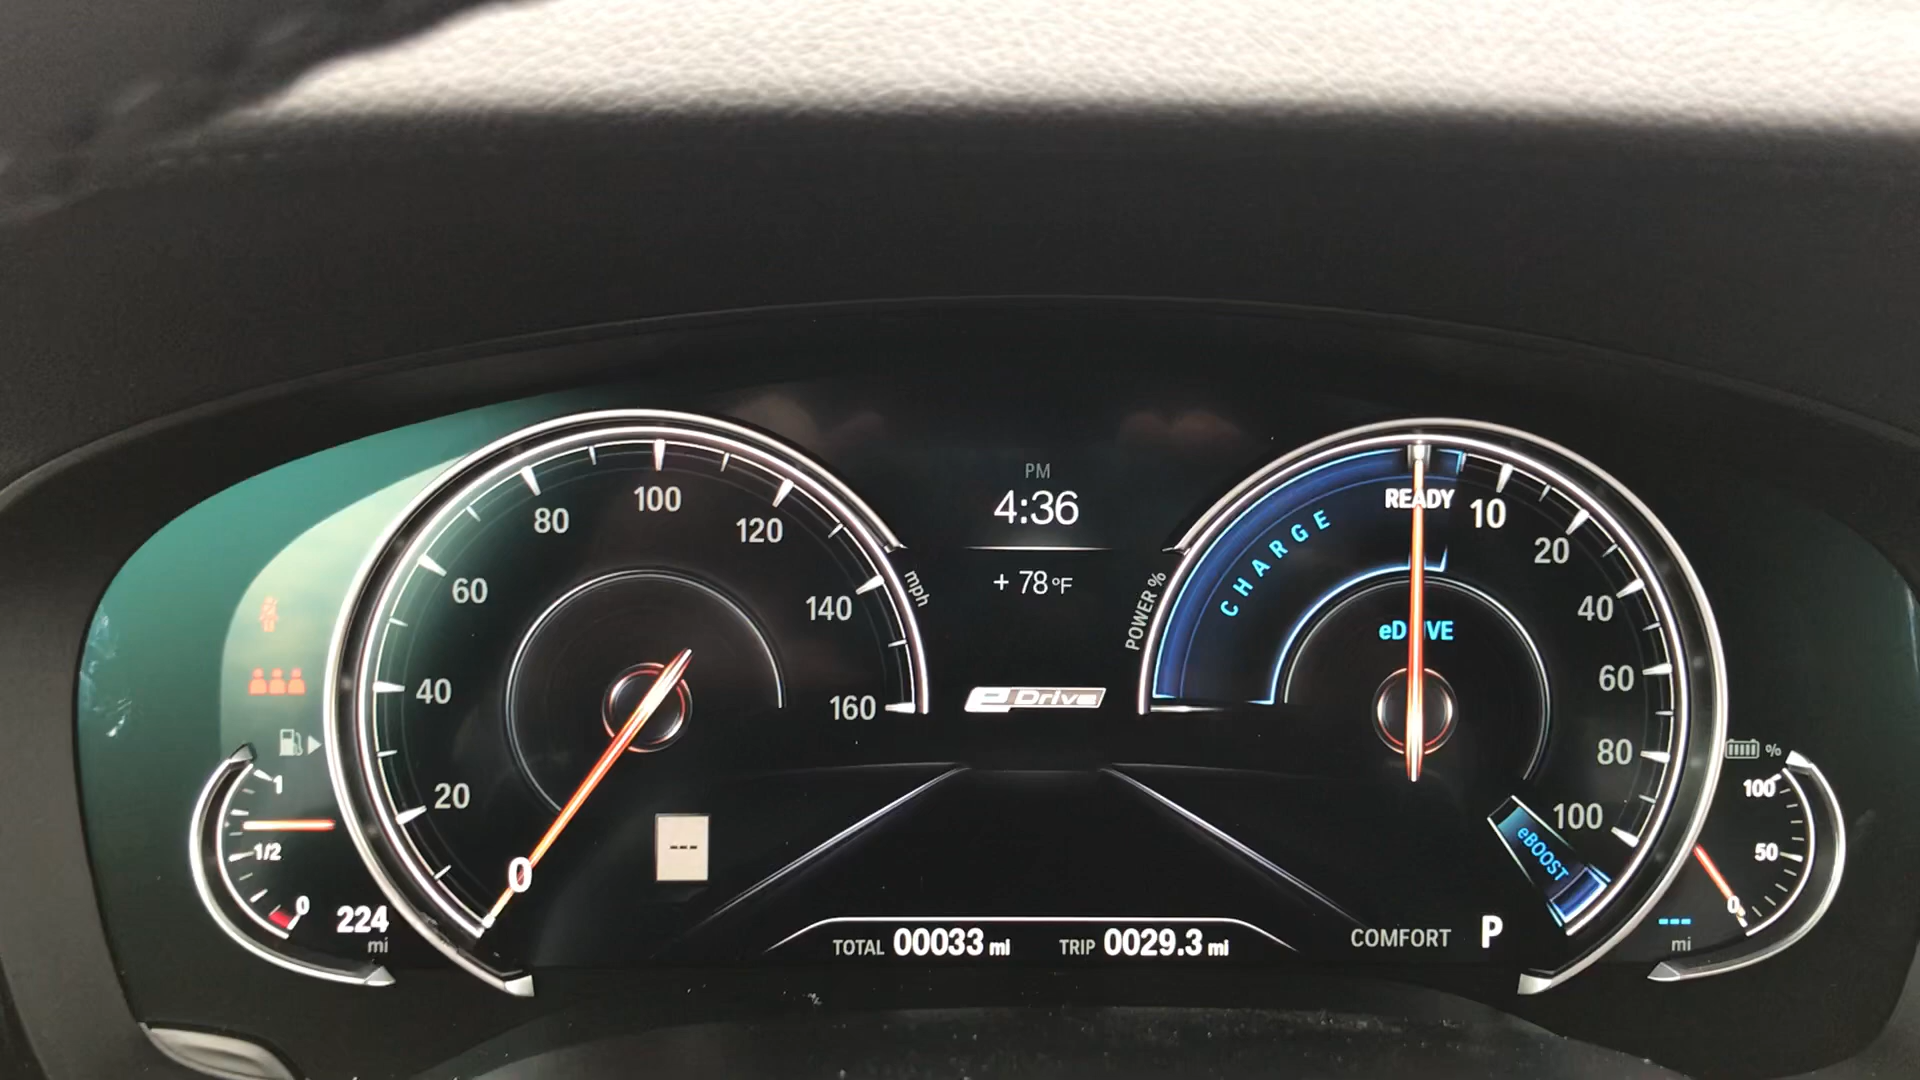 PM
4:36
+ 78°F
eDrive
0
20
40
60
80
100
120
140
160
mph
1
1/2
0
224
mi
---
TOTAL 00033 mi
TRIP 0029.3 mi
POWER %
CHARGE
READY
eDRIVE
10
20
40
60
80
100
eBOOST
COMFORT P
%
100
50
0
---
mi